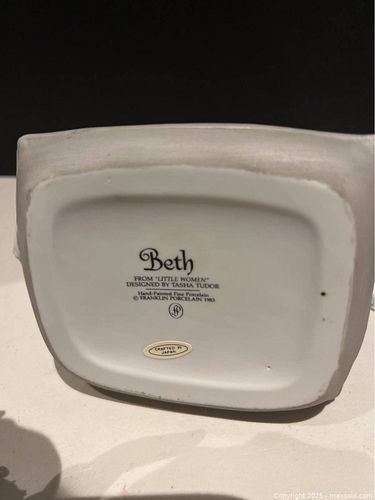 Beth
FROM "LITTLE WOMEN"
DESIGNED BY TASHA TUDOR
Hand-Painted Fine Porcelain
© FRANKLIN PORCELAIN 1983
CRAFTED IN
JAPAN
Copyright 2025 - maxsold.com